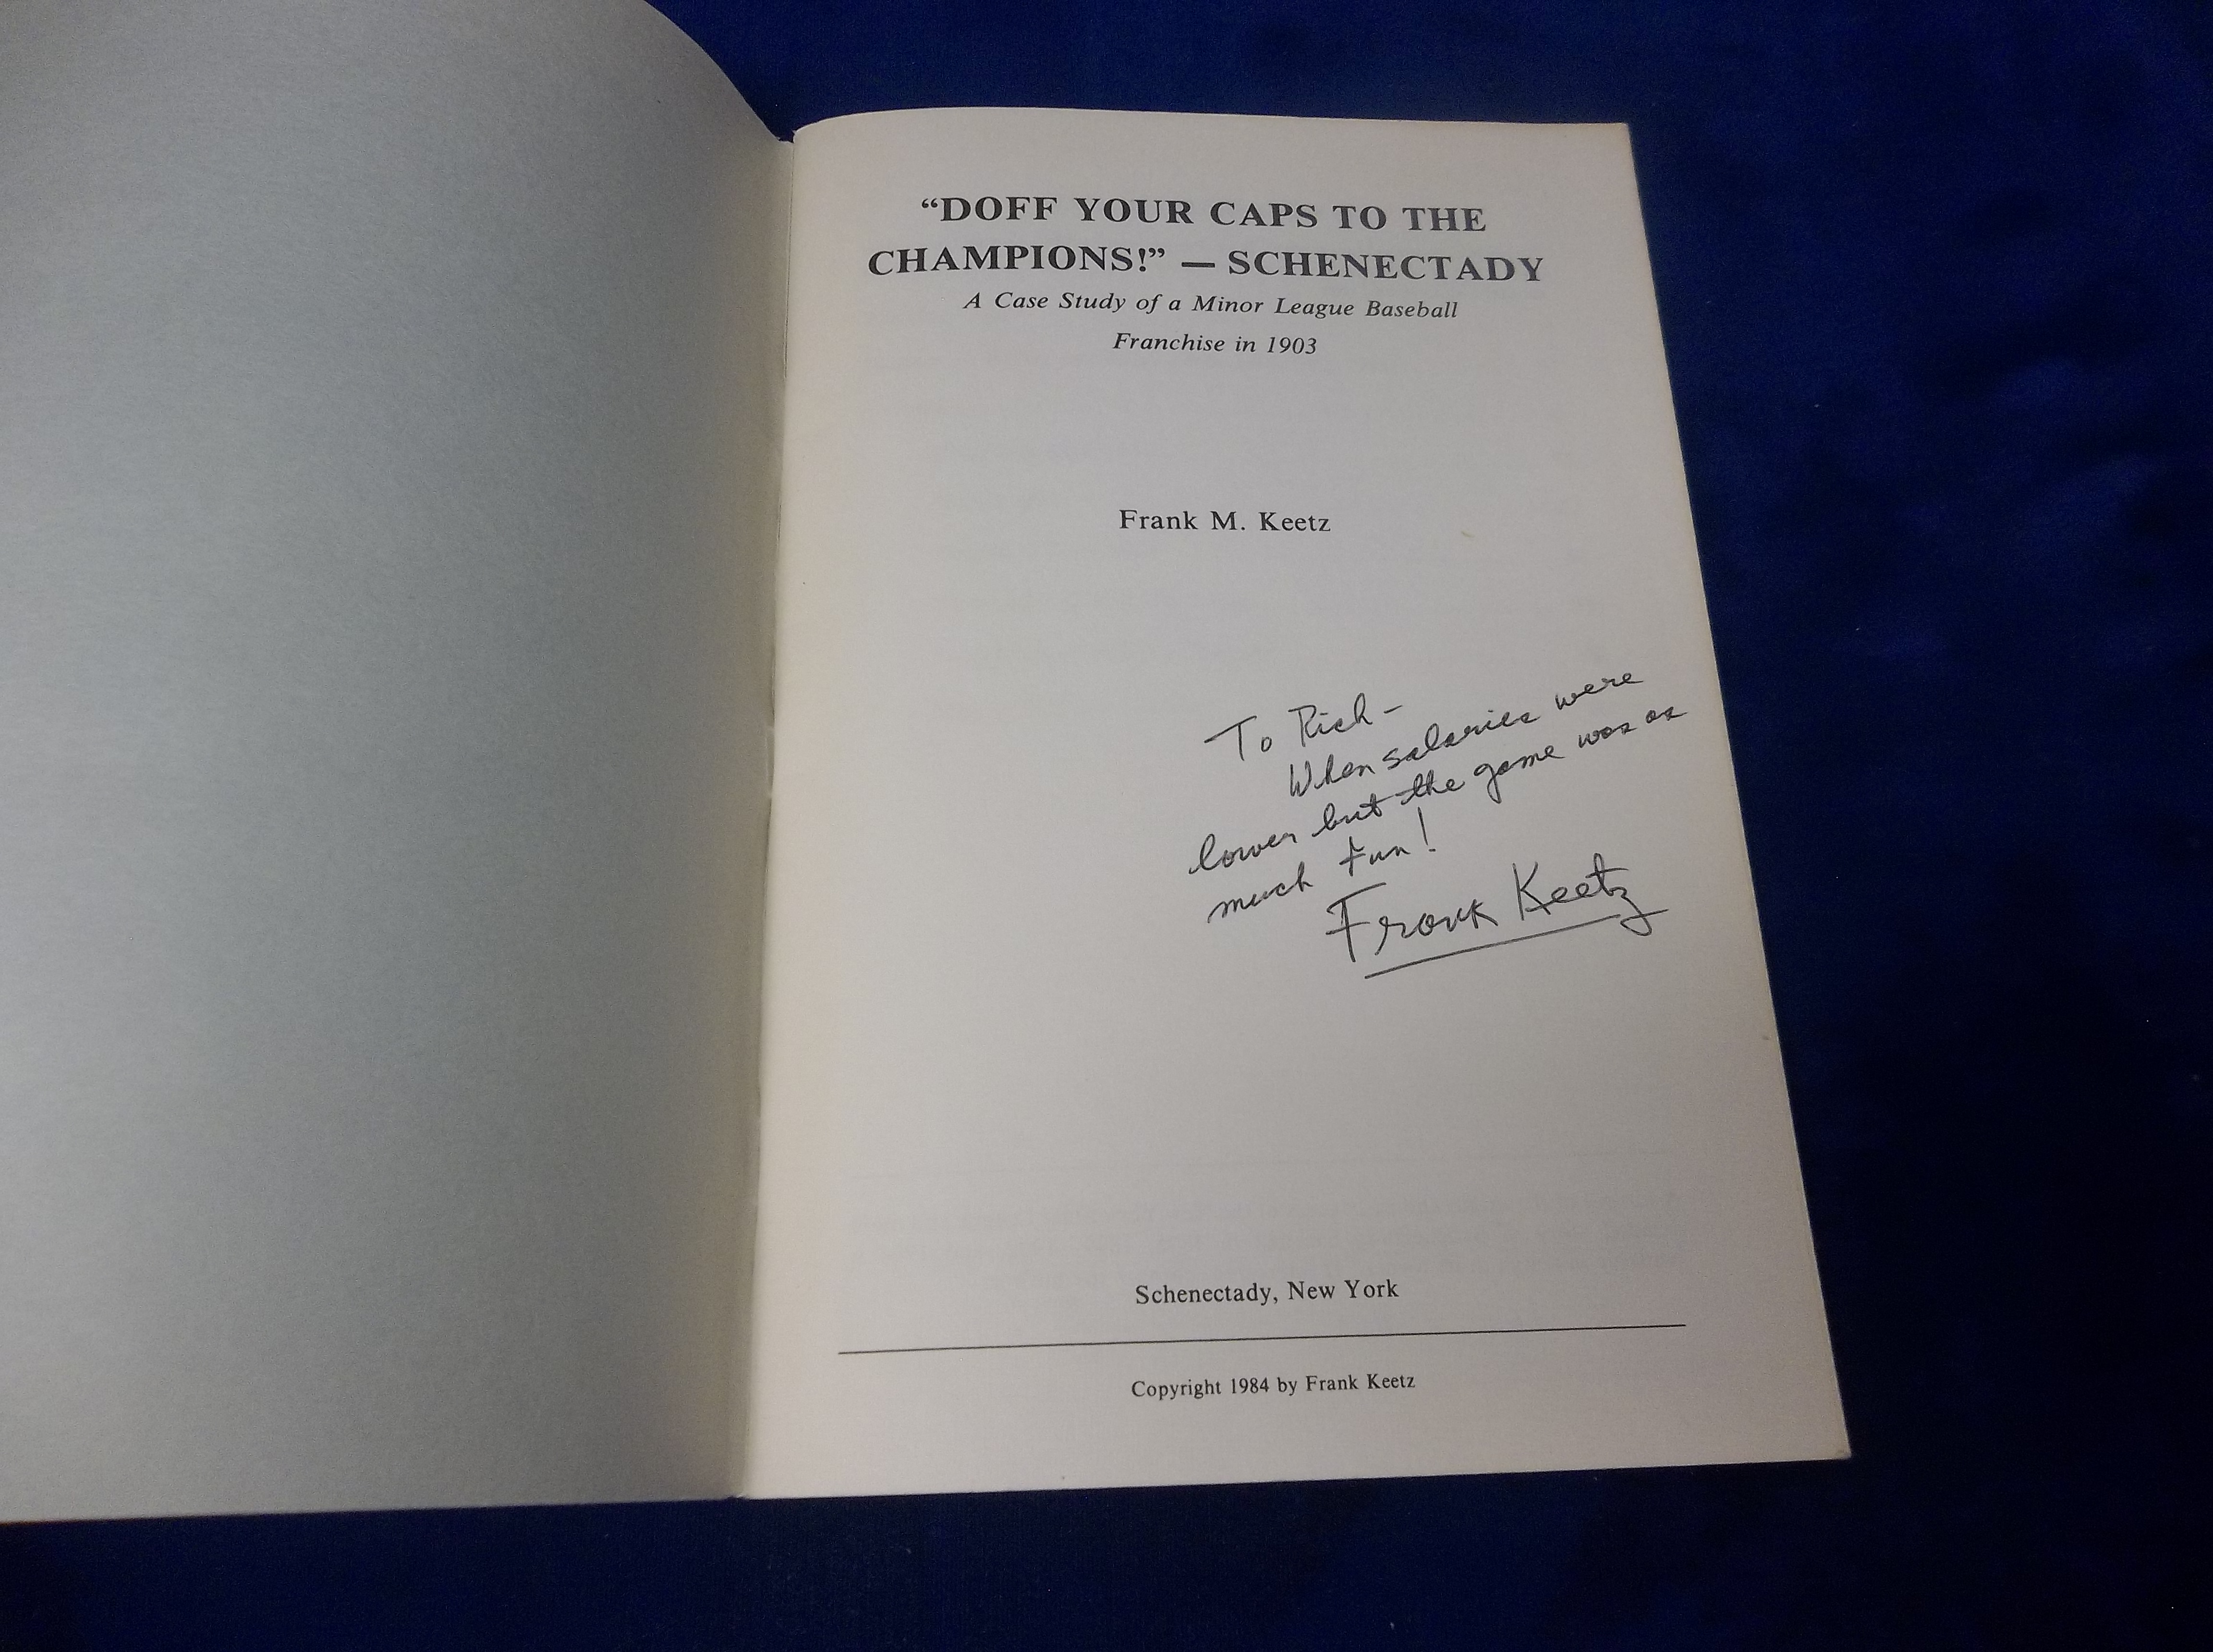 “DOFF YOUR CAPS TO THE
CHAMPIONS!” — SCHENECTADY
A Case Study of a Minor League Baseball
Franchise in 1903
Frank M. Keetz
To Rich -
When salaries were
lower but the game was as
much fun!
Frank Keetz
Schenectady, New York
Copyright 1984 by Frank Keetz